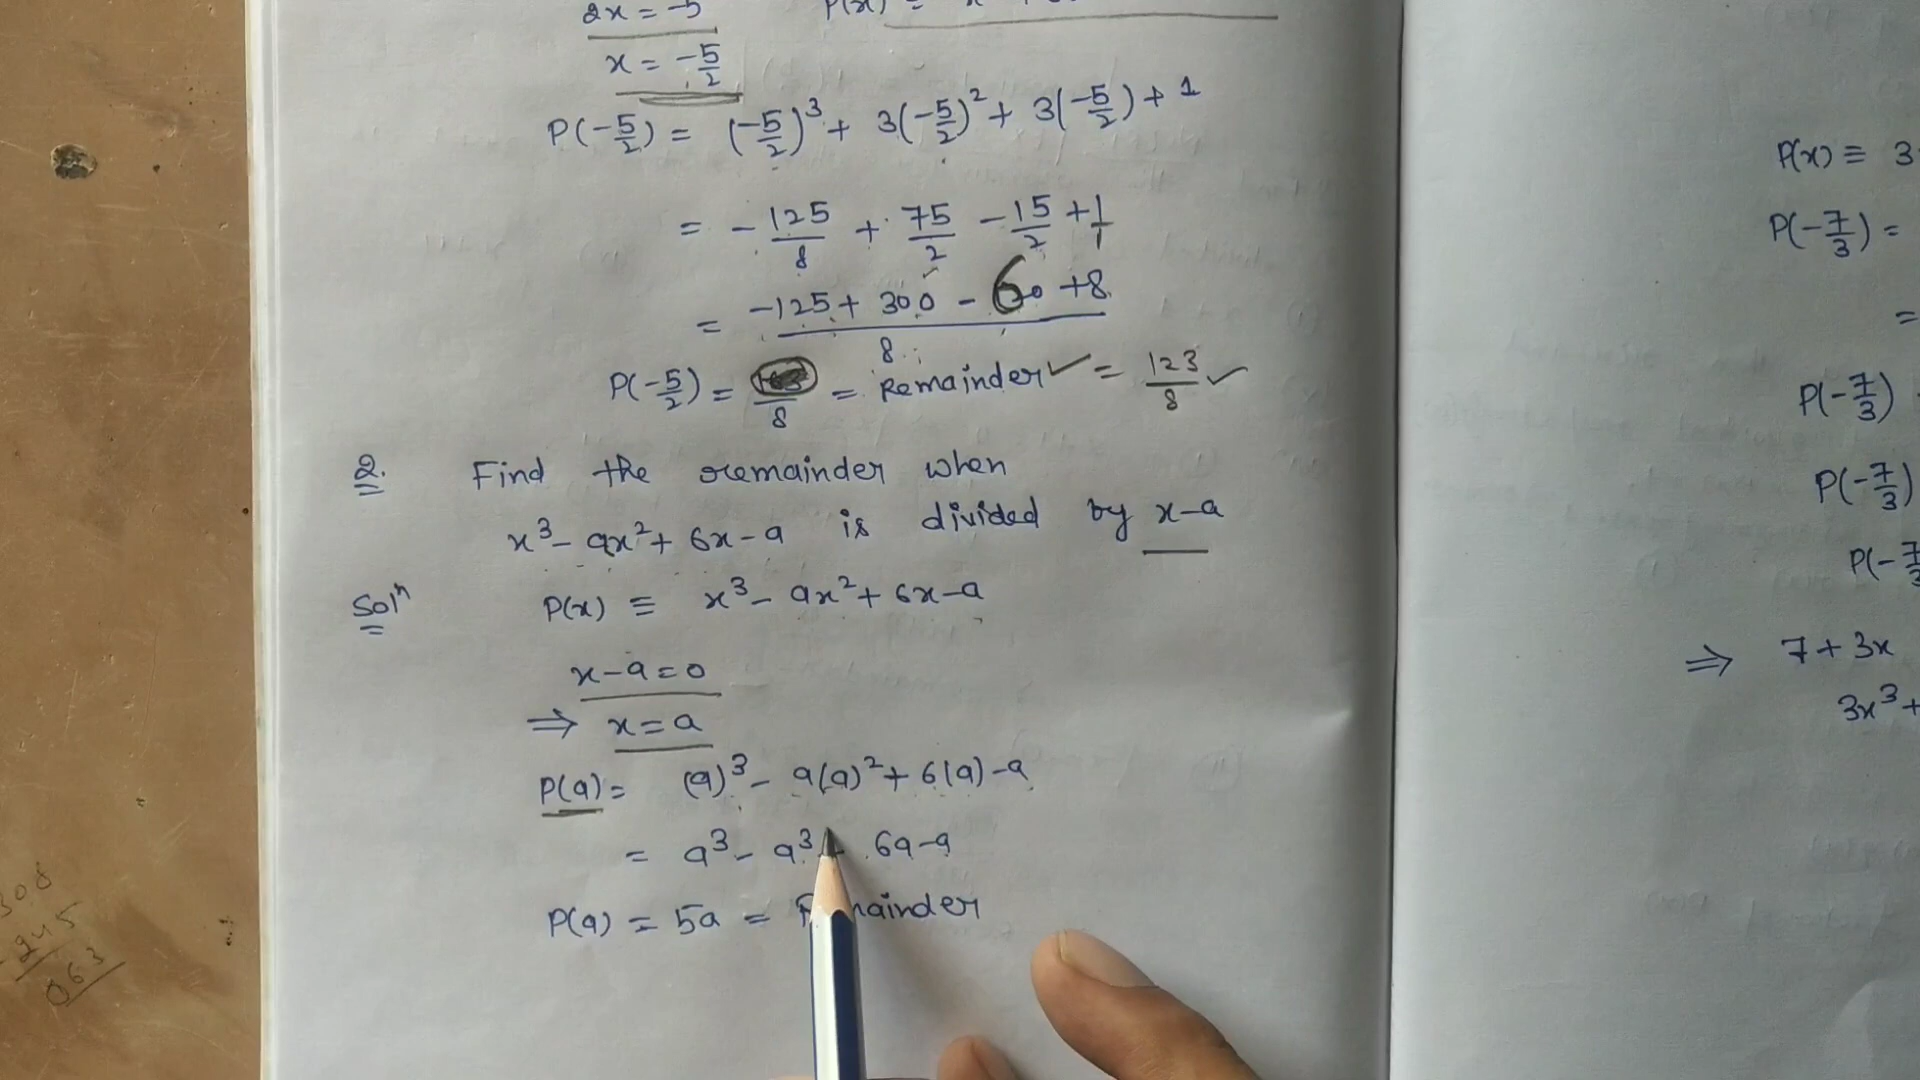 2x = -5
x = -5/2
P(-5/2) = (-5/2)³ + 3(-5/2)² + 3(-5/2) + 1
= -125/8 + 75/2 - 15/2 + 1/1
= -125 + 300 - 60 + 8 / 8
P(-5/2) = /8 = Remainder ✓ = 123/8 ✓
2. Find the remainder when
x³ - ax² + 6x - a is divided by x-a
Solⁿ P(x) ≡ x³ - ax² + 6x - a
x - a = 0
⇒ x = a
P(a) = (a)³ - a(a)² + 6(a) - a
= a³ - a³ + 6a - a
P(a) = 5a = Remainder
P(x) ≡ 3
P(-7/3) =
=
P(-7/3)
P(-7/3)
P(-7/3
⇒ 7 + 3x
3x³ +
308
- 245
063